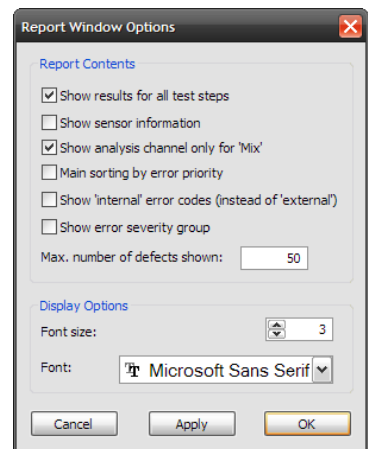 Report Window Options
Report Contents
Show results for all test steps
Show sensor information
Show analysis channel only for 'Mix'
Main sorting by error priority
Show 'internal' error codes (instead of 'external')
Show error severity group
Max. number of defects shown: 50
Display Options
Font size: 3
Font: Microsoft Sans Serif
Cancel Apply OK